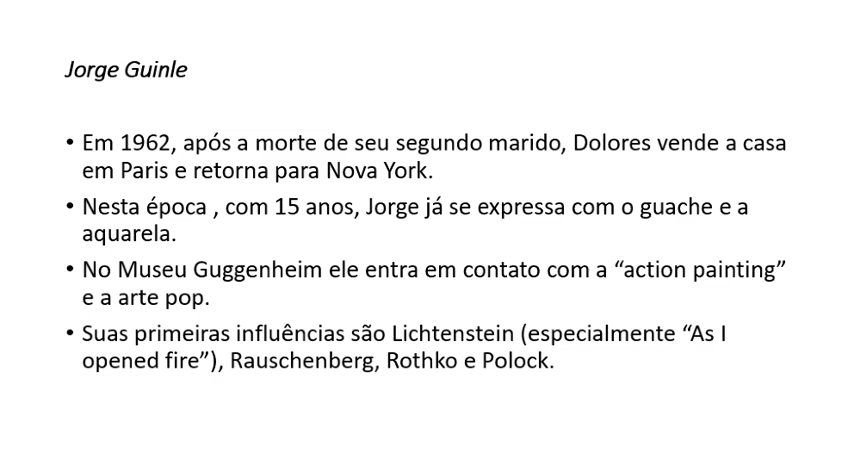 Jorge Guinle
• Em 1962, após a morte de seu segundo marido, Dolores vende a casa
em Paris e retorna para Nova York.
• Nesta época , com 15 anos, Jorge já se expressa com o guache e a
aquarela.
• No Museu Guggenheim ele entra em contato com a “action painting”
e a arte pop.
• Suas primeiras influências são Lichtenstein (especialmente “As I
opened fire”), Rauschenberg, Rothko e Polock.